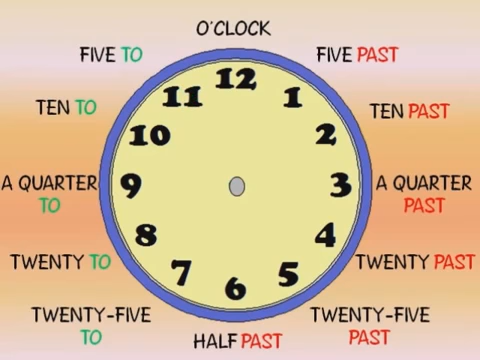 O'CLOCK
FIVE TO
FIVE PAST
12
11
1
TEN TO
TEN PAST
10
2
A QUARTER
TO
9
3
A QUARTER
PAST
8
4
TWENTY TO
TWENTY PAST
7
5
6
TWENTY-FIVE
TO
TWENTY-FIVE
PAST
HALF PAST